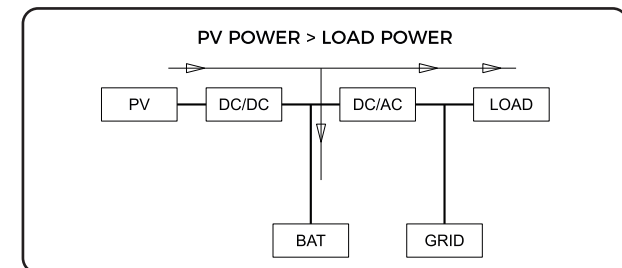 PV POWER > LOAD POWER
PV DC/DC DC/AC LOAD
BAT GRID